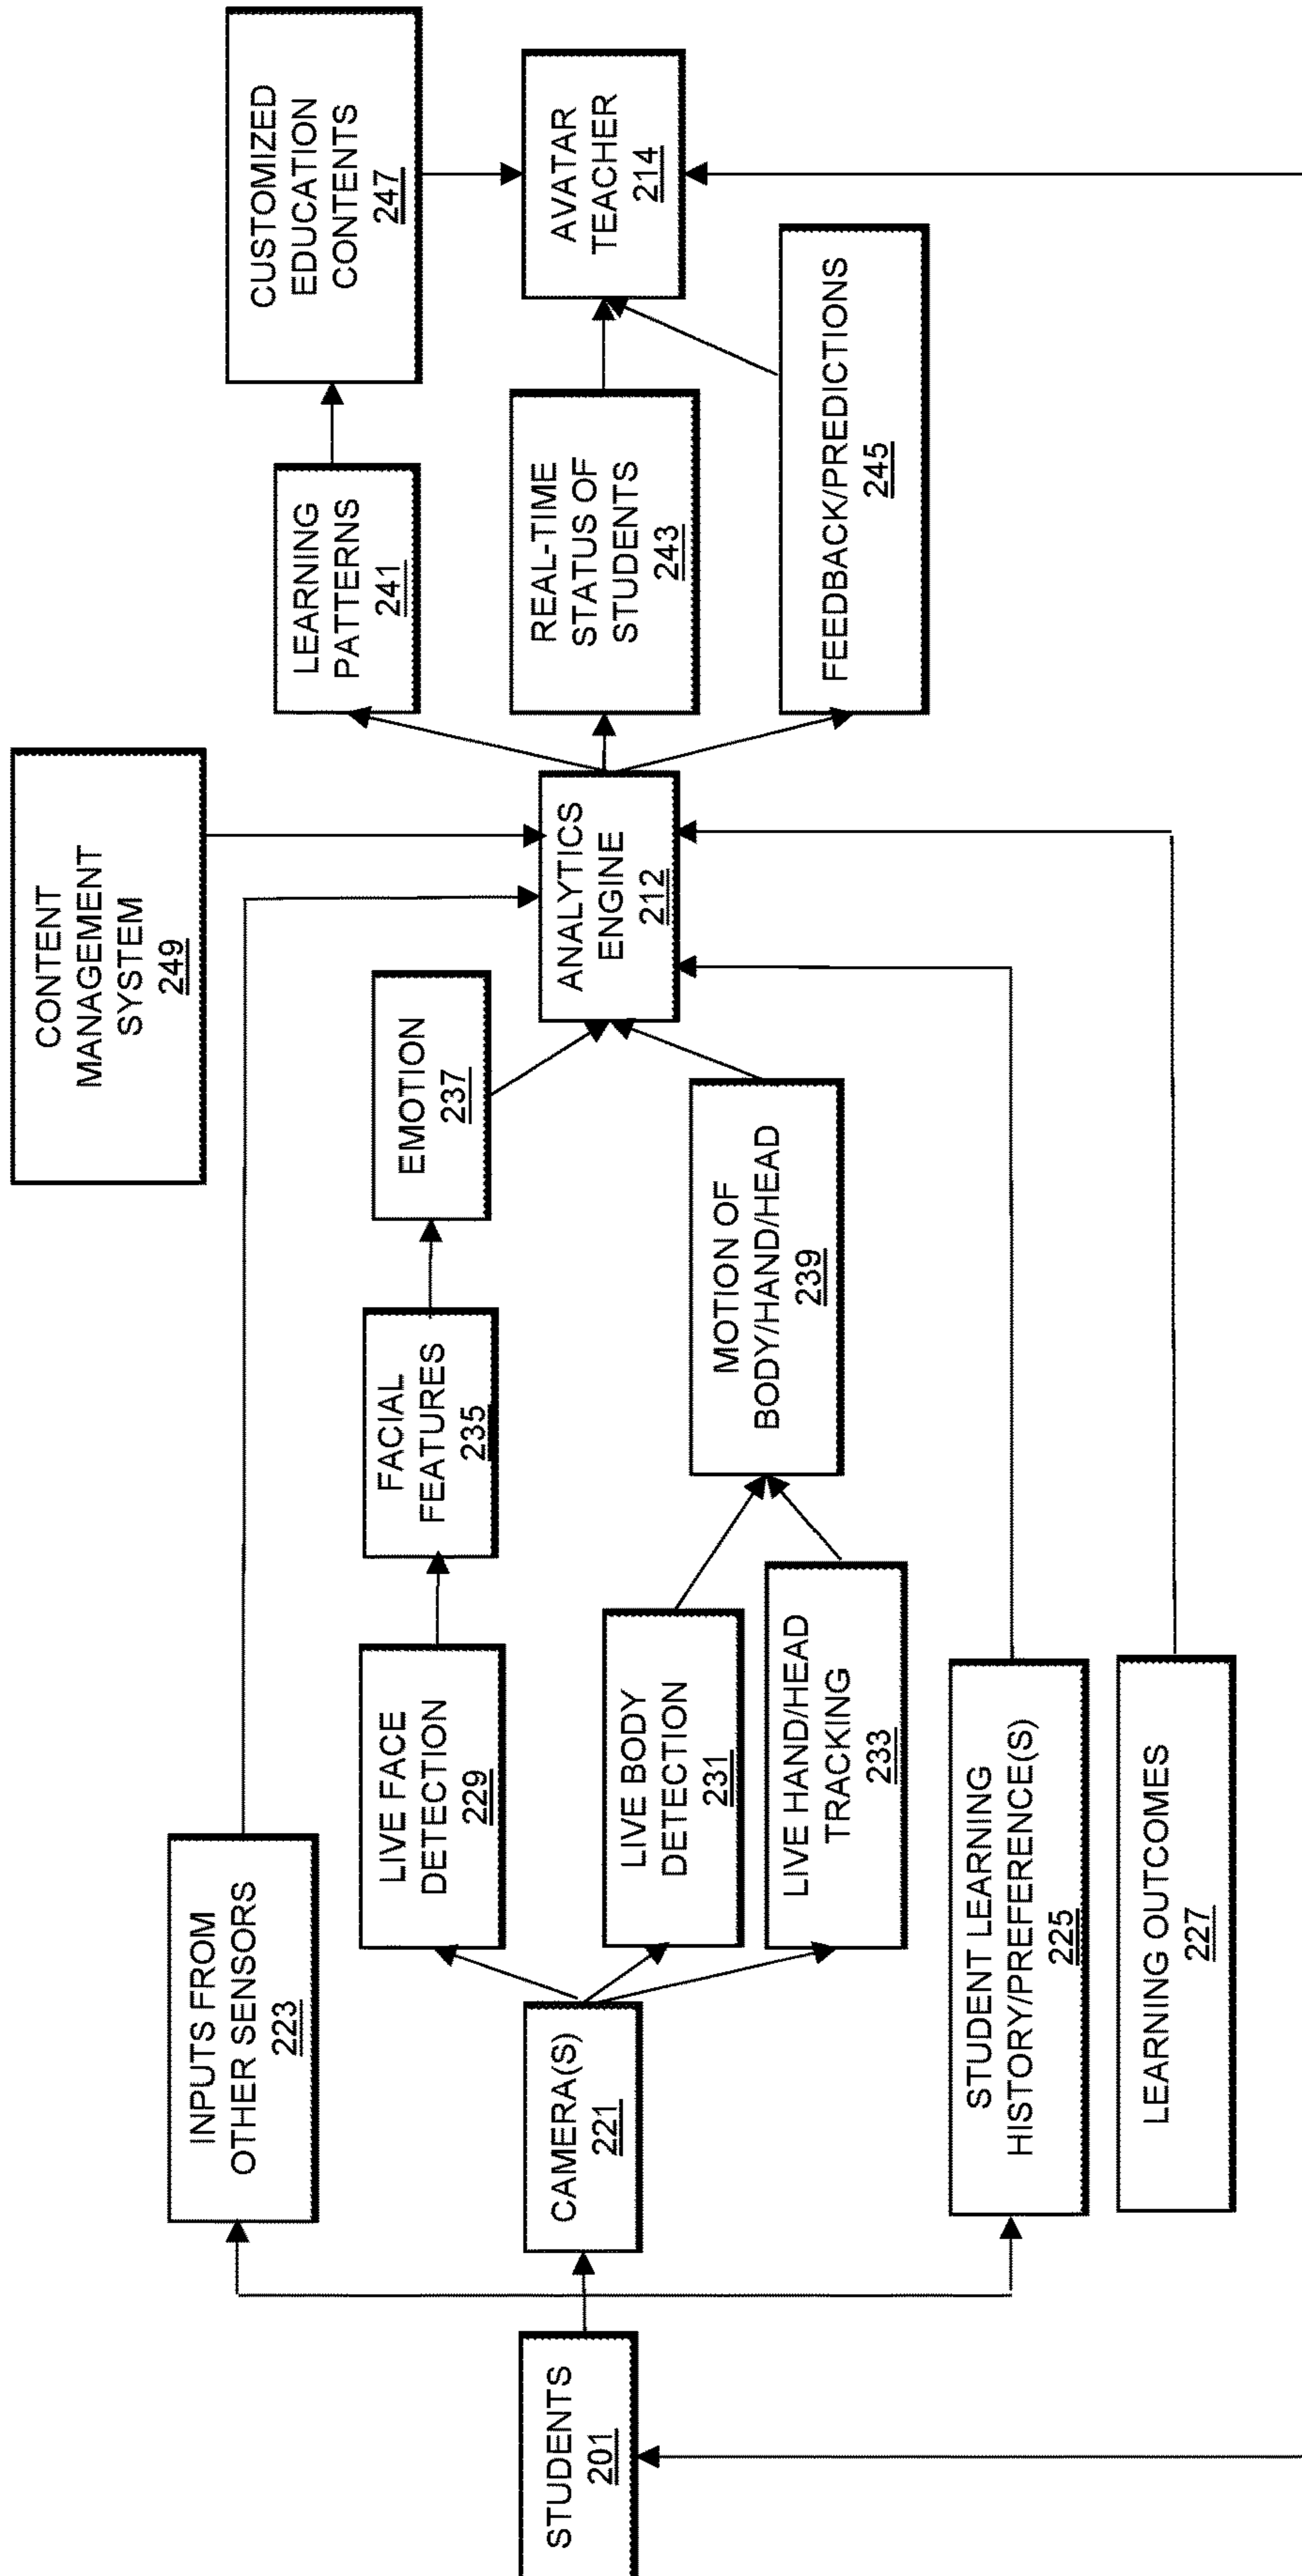 STUDENTS
201
INPUTS FROM
OTHER SENSORS
223
CAMERA(S)
221
STUDENT LEARNING
HISTORY/PREFERENCE(S)
225
LEARNING OUTCOMES
227
LIVE FACE
DETECTION
229
LIVE BODY
DETECTION
231
LIVE HAND/HEAD
TRACKING
233
FACIAL
FEATURES
235
EMOTION
237
MOTION OF
BODY/HAND/HEAD
239
CONTENT
MANAGEMENT
SYSTEM
249
ANALYTICS
ENGINE
212
LEARNING
PATTERNS
241
REAL-TIME
STATUS OF
STUDENTS
243
FEEDBACK/PREDICTIONS
245
CUSTOMIZED
EDUCATION
CONTENTS
247
AVATAR
TEACHER
214